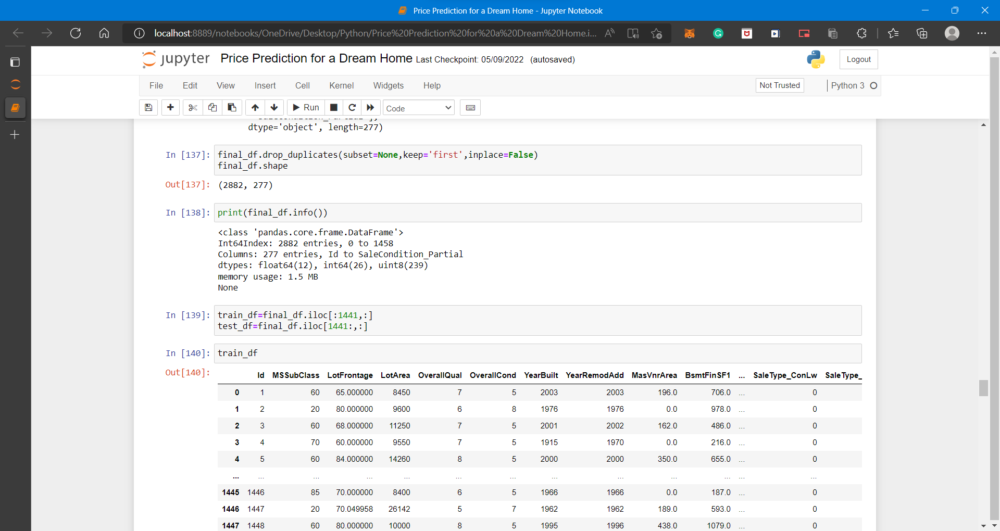 Price Prediction for a Dream Home - Jupyter Notebook
localhost:8889/notebooks/OneDrive/Desktop/Python/Price%20Prediction%20for%20a%20Dream%20Home.i...
jupyter Price Prediction for a Dream Home Last Checkpoint: 05/09/2022 (autosaved)
Logout
File Edit View Insert Cell Kernel Widgets Help
Not Trusted
Python 3
Run
Code
dtype='object', length=277)
In [137]: final_df.drop_duplicates(subset=None,keep='first',inplace=False)
final_df.shape
Out[137]: (2882, 277)
In [138]: print(final_df.info())
<class 'pandas.core.frame.DataFrame'>
Int64Index: 2882 entries, 0 to 1458
Columns: 277 entries, Id to SaleCondition_Partial
dtypes: float64(12), int64(26), uint8(239)
memory usage: 1.5 MB
None
In [139]: train_df=final_df.iloc[:1441,:]
test_df=final_df.iloc[1441:,:]
In [140]: train_df
Out[140]:
Id MSSubClass LotFrontage LotArea OverallQual OverallCond YearBuilt YearRemodAdd MasVnrArea BsmtFinSF1 ... SaleType_ConLw SaleType_
0 1 60 65.000000 8450 7 5 2003 2003 196.0 706.0 ... 0
1 2 20 80.000000 9600 6 8 1976 1976 0.0 978.0 ... 0
2 3 60 68.000000 11250 7 5 2001 2002 162.0 486.0 ... 0
3 4 70 60.000000 9550 7 5 1915 1970 0.0 216.0 ... 0
4 5 60 84.000000 14260 8 5 2000 2000 350.0 655.0 ... 0
... ... ... ... ... ... ... ... ... ... ... ... ...
1445 1446 85 70.000000 8400 6 5 1966 1966 0.0 187.0 ... 0
1446 1447 20 70.049958 26142 5 7 1962 1962 189.0 593.0 ... 0
1447 1448 60 80.000000 10000 8 5 1995 1996 438.0 1079.0 ... 0